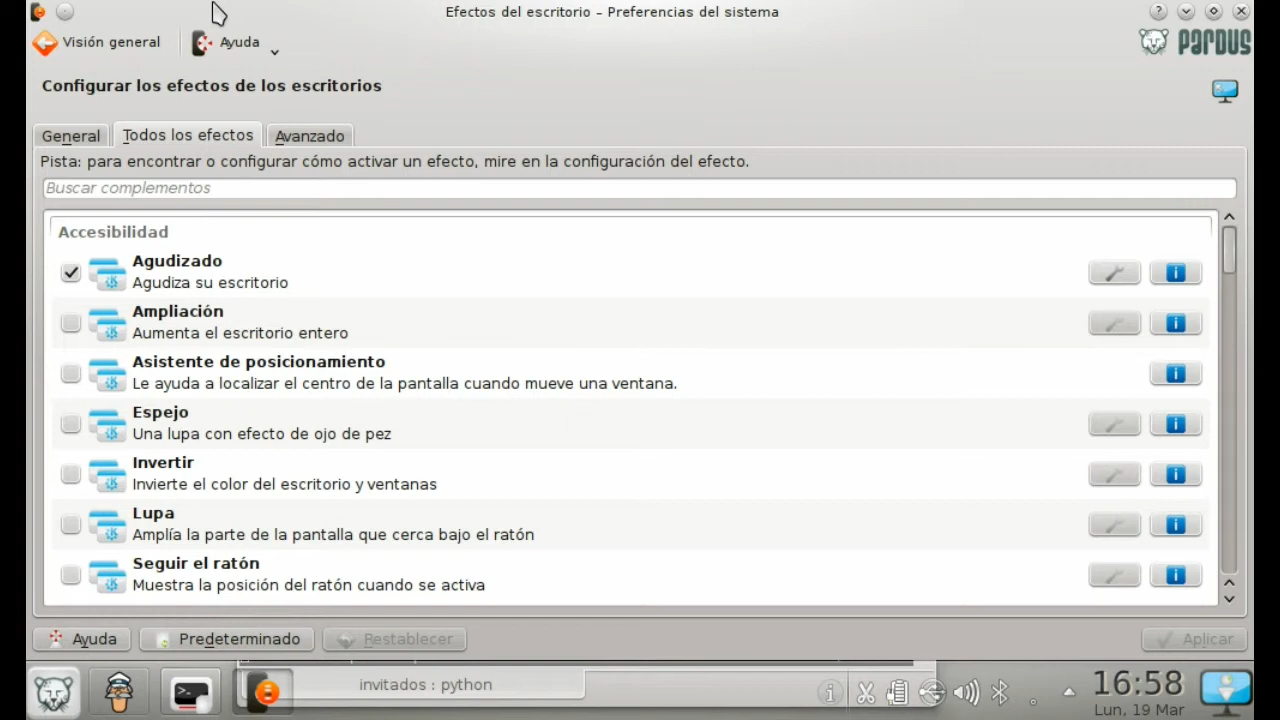 Efectos del escritorio – Preferencias del sistema
Visión general
Ayuda
PARDUS
Configurar los efectos de los escritorios
General
Todos los efectos
Avanzado
Pista: para encontrar o configurar cómo activar un efecto, mire en la configuración del efecto.
Buscar complementos
Accesibilidad
Agudizado
Agudiza su escritorio
Ampliación
Aumenta el escritorio entero
Asistente de posicionamiento
Le ayuda a localizar el centro de la pantalla cuando mueve una ventana.
Espejo
Una lupa con efecto de ojo de pez
Invertir
Invierte el color del escritorio y ventanas
Lupa
Amplía la parte de la pantalla que cerca bajo el ratón
Seguir el ratón
Muestra la posición del ratón cuando se activa
Ayuda
Predeterminado
Restablecer
Aplicar
invitados : python
16:58
Lun, 19 Mar